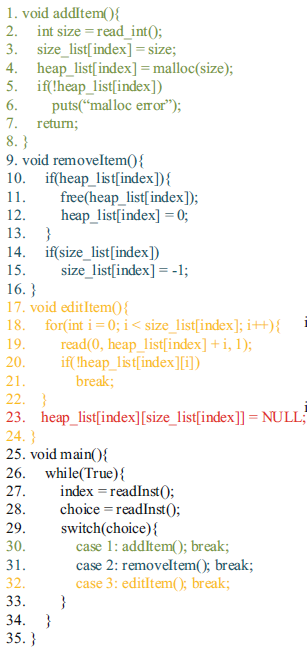 1. void addItem(){
2. int size = read_int();
3. size_list[index] = size;
4. heap_list[index] = malloc(size);
5. if(!heap_list[index])
6. puts(“malloc error”);
7. return;
8. }
9. void removeItem(){
10. if(heap_list[index]){
11. free(heap_list[index]);
12. heap_list[index] = 0;
13. }
14. if(size_list[index])
15. size_list[index] = -1;
16. }
17. void editItem(){
18. for(int i = 0; i < size_list[index]; i++){
19. read(0, heap_list[index] + i, 1);
20. if(!heap_list[index][i])
21. break;
22. }
23. heap_list[index][size_list[index]] = NULL;
24. }
25. void main(){
26. while(True){
27. index = readInst();
28. choice = readInst();
29. switch(choice){
30. case 1: addItem(); break;
31. case 2: removeItem(); break;
32. case 3: editItem(); break;
33. }
34. }
35. }